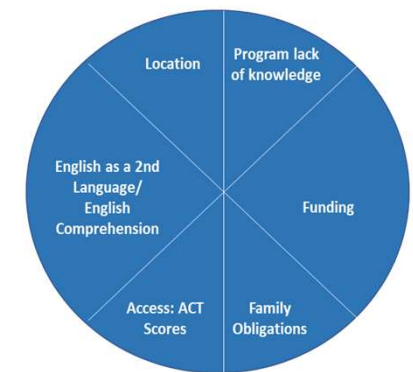 Location
Program lack
of knowledge
English as a 2nd
Language/
English
Comprehension
Funding
Access: ACT
Scores
Family
Obligations